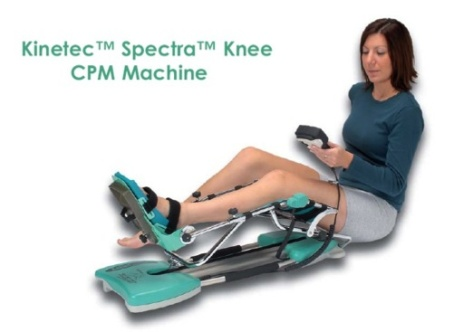 Kinetec™ Spectra™ Knee
CPM Machine